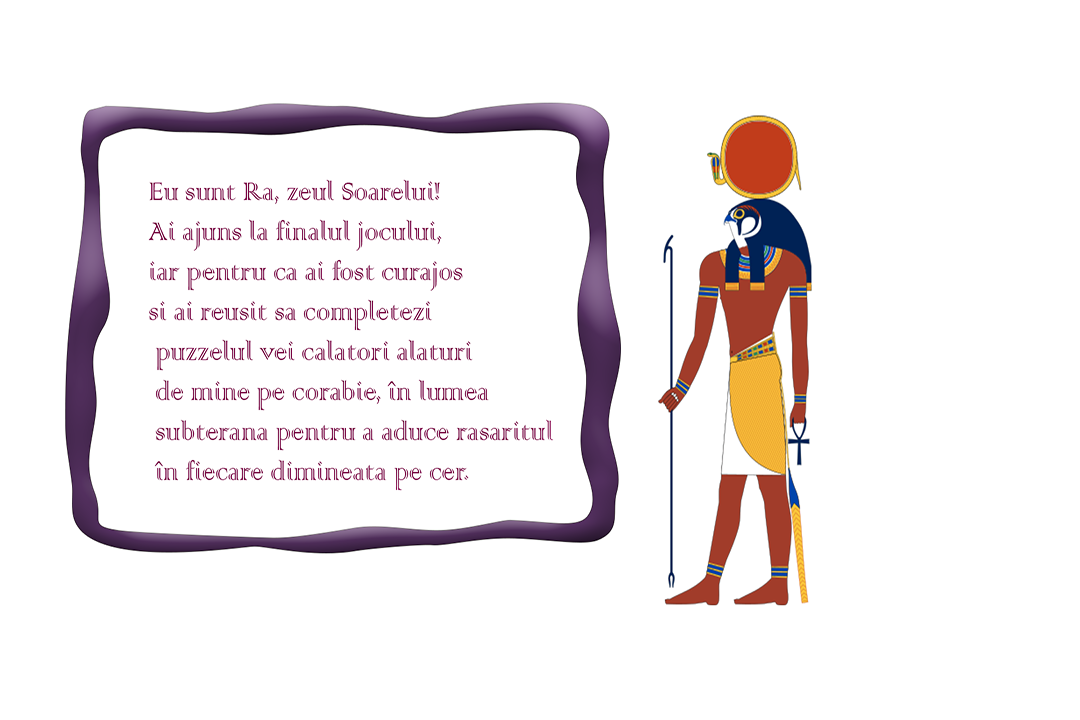 Eu sunt Ra, zeul Soarelui!
Ai ajuns la finalul jocului,
iar pentru ca ai fost curajos
si ai reusit sa completezi
puzzelul vei calatori alaturi
de mine pe corabie, în lumea
subterana pentru a aduce rasaritul
în fiecare dimineata pe cer.